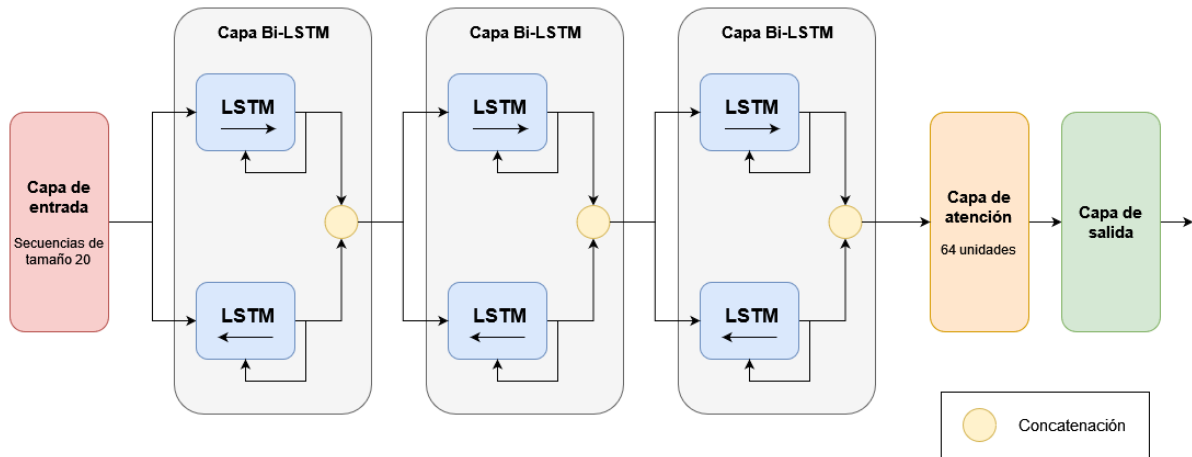 Capa de
entrada
Secuencias de
tamaño 20
Capa Bi-LSTM
LSTM
LSTM
Capa Bi-LSTM
LSTM
LSTM
Capa Bi-LSTM
LSTM
LSTM
Capa de
atención
64 unidades
Capa de
salida
Concatenación